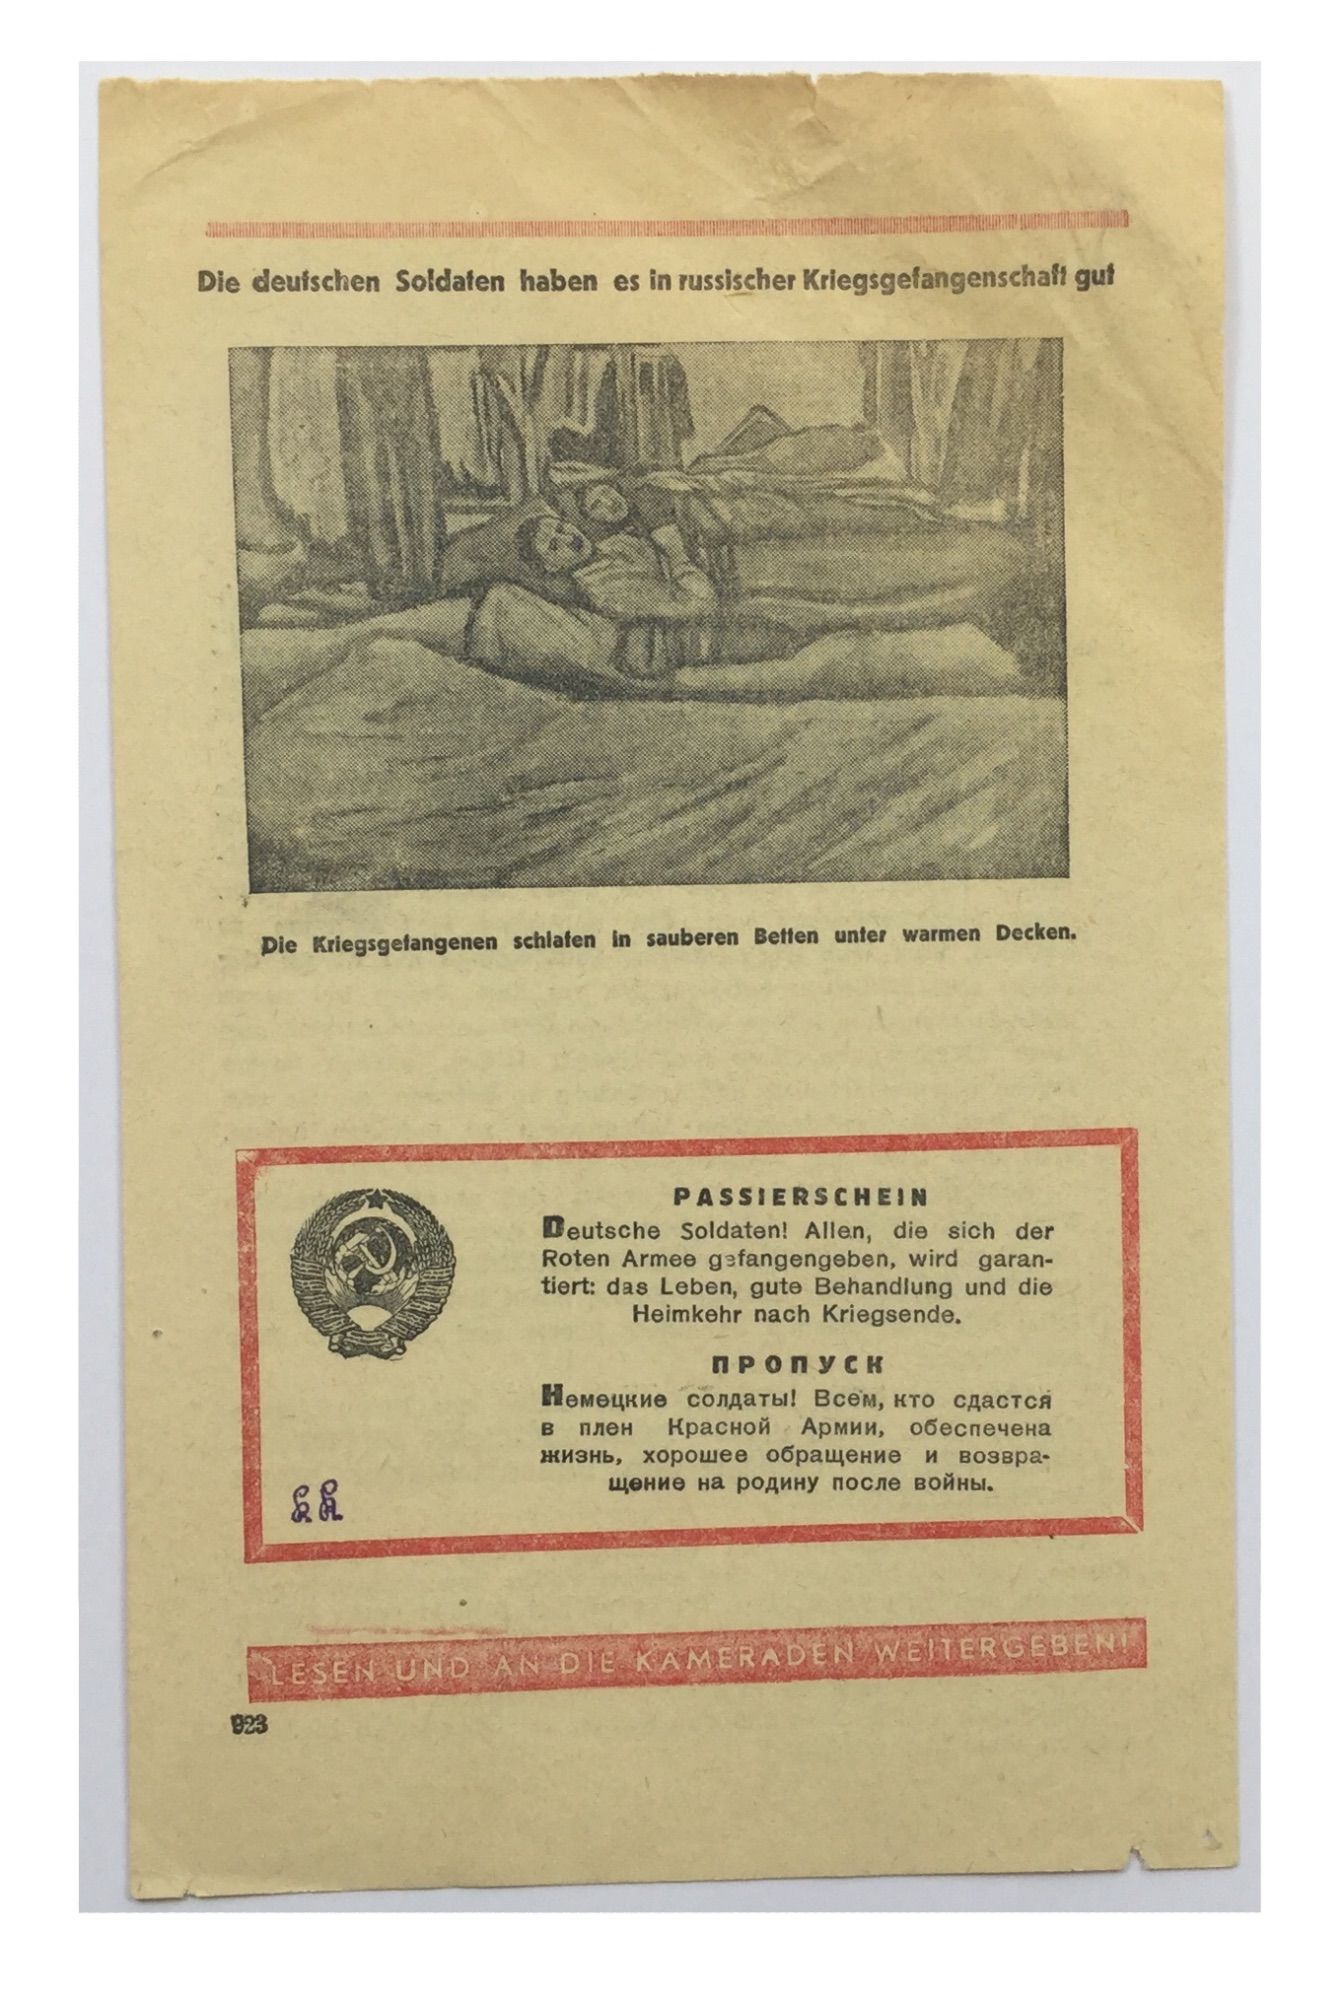 Die deutschen Soldaten haben es in russischer Kriegsgefangenschaft gut
Die Kriegsgefangenen schlafen in sauberen Betten unter warmen Decken.
PASSIERSCHEIN
Deutsche Soldaten! Allen, die sich der
Roten Armee gefangengeben, wird garan-
tiert: das Leben, gute Behandlung und die
Heimkehr nach Kriegsende.
ПРОПУСК
Немецкие солдаты! Всем, кто сдастся
в плен Красной Армии, обеспечена
жизнь, хорошее обращение и возвра-
щение на родину после войны.
LESEN UND AN DIE KAMERADEN WEITERGEBEN!
923